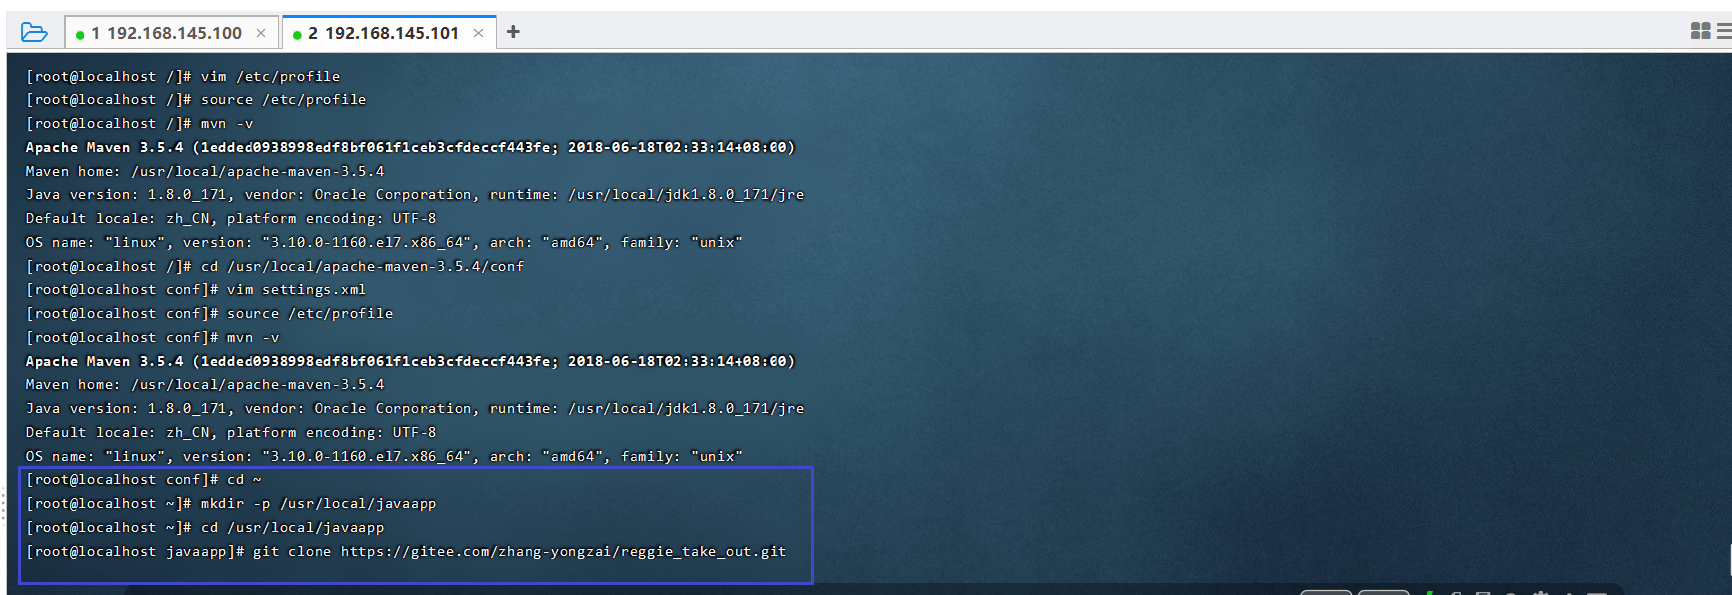 1 192.168.145.100 ×
2 192.168.145.101 × +
[root@localhost /]# vim /etc/profile
[root@localhost /]# source /etc/profile
[root@localhost /]# mvn -v
Apache Maven 3.5.4 (1edded0938998edf8bf061f1ceb3cfdeccf443fe; 2018-06-18T02:33:14+08:00)
Maven home: /usr/local/apache-maven-3.5.4
Java version: 1.8.0_171, vendor: Oracle Corporation, runtime: /usr/local/jdk1.8.0_171/jre
Default locale: zh_CN, platform encoding: UTF-8
OS name: "linux", version: "3.10.0-1160.el7.x86_64", arch: "amd64", family: "unix"
[root@localhost /]# cd /usr/local/apache-maven-3.5.4/conf
[root@localhost conf]# vim settings.xml
[root@localhost conf]# source /etc/profile
[root@localhost conf]# mvn -v
Apache Maven 3.5.4 (1edded0938998edf8bf061f1ceb3cfdeccf443fe; 2018-06-18T02:33:14+08:00)
Maven home: /usr/local/apache-maven-3.5.4
Java version: 1.8.0_171, vendor: Oracle Corporation, runtime: /usr/local/jdk1.8.0_171/jre
Default locale: zh_CN, platform encoding: UTF-8
OS name: "linux", version: "3.10.0-1160.el7.x86_64", arch: "amd64", family: "unix"
[root@localhost conf]# cd ~
[root@localhost ~]# mkdir -p /usr/local/javaapp
[root@localhost ~]# cd /usr/local/javaapp
[root@localhost javaapp]# git clone https://gitee.com/zhang-yongzai/reggie_take_out.git